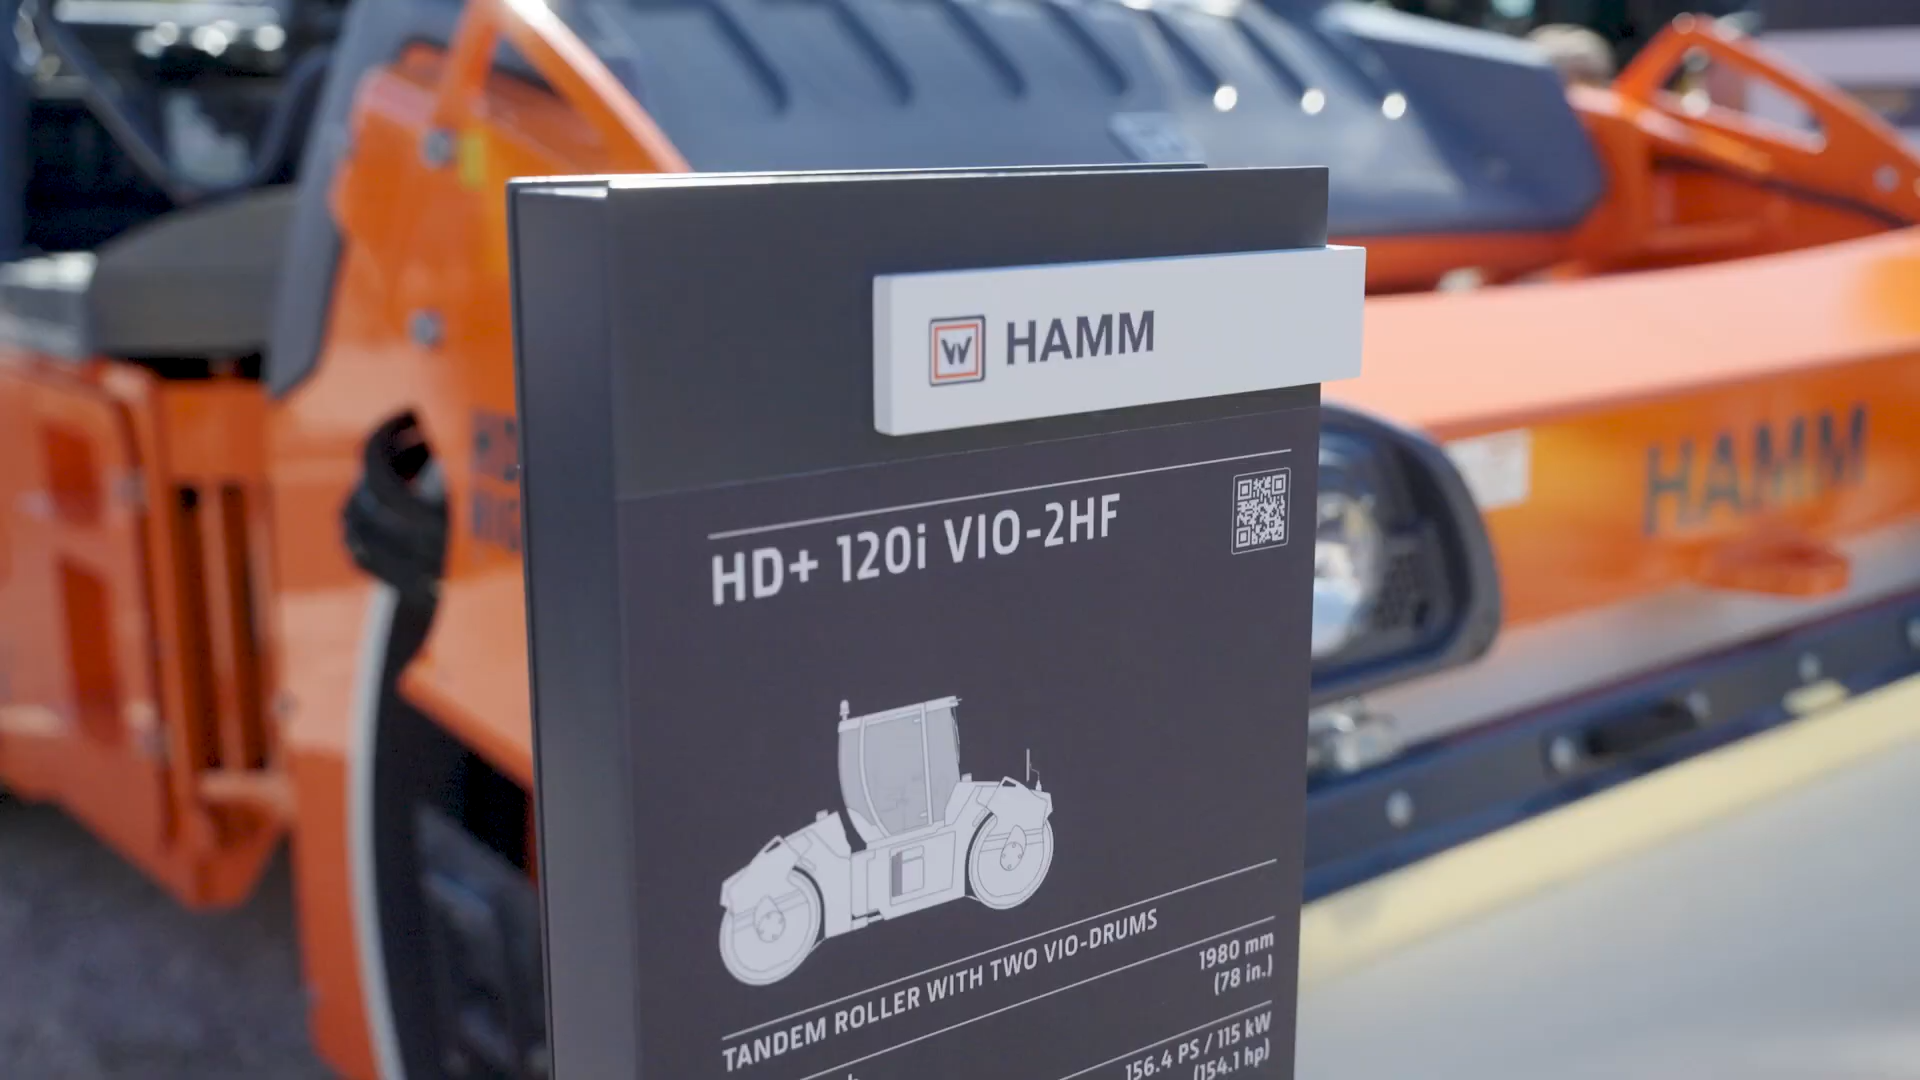 W HAMM
HD+ 120i VIO-2HF
TANDEM ROLLER WITH TWO VIO-DRUMS
1980 mm
(78 in.)
156.4 PS / 115 kW
(154.1 hp)
HAMM